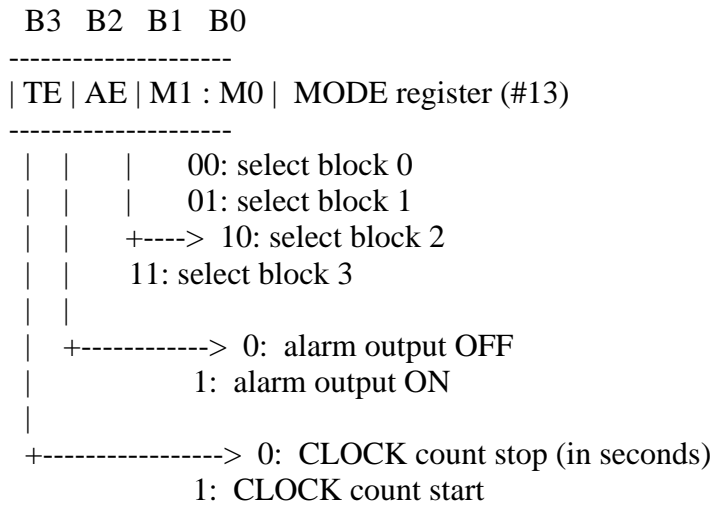 B3 B2 B1 B0
---------------------
| TE | AE | M1 : M0 | MODE register (#13)
---------------------
| | | 00: select block 0
| | | 01: select block 1
| | +----> 10: select block 2
| | 11: select block 3
| |
| +------------> 0: alarm output OFF
| 1: alarm output ON
|
+-----------------> 0: CLOCK count stop (in seconds)
1: CLOCK count start